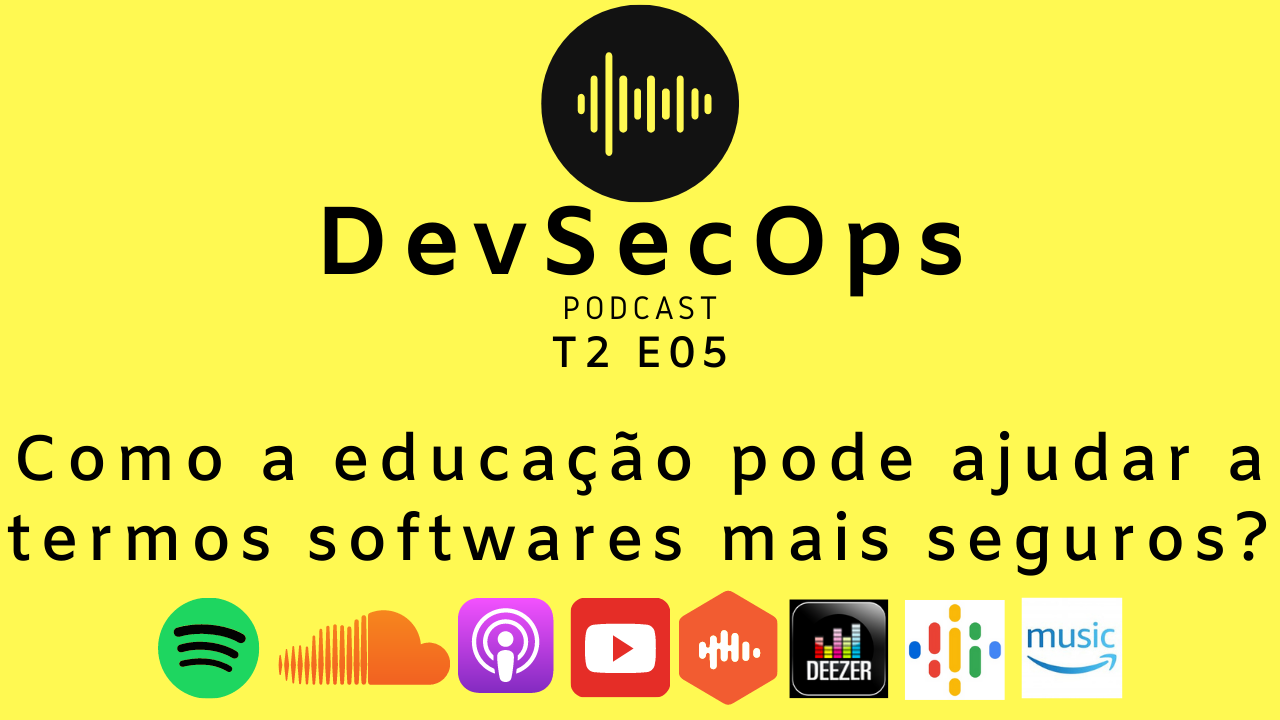 DevSecOps
PODCAST
T2 E05
Como a educação pode ajudar a
termos softwares mais seguros?
DEEZER
music